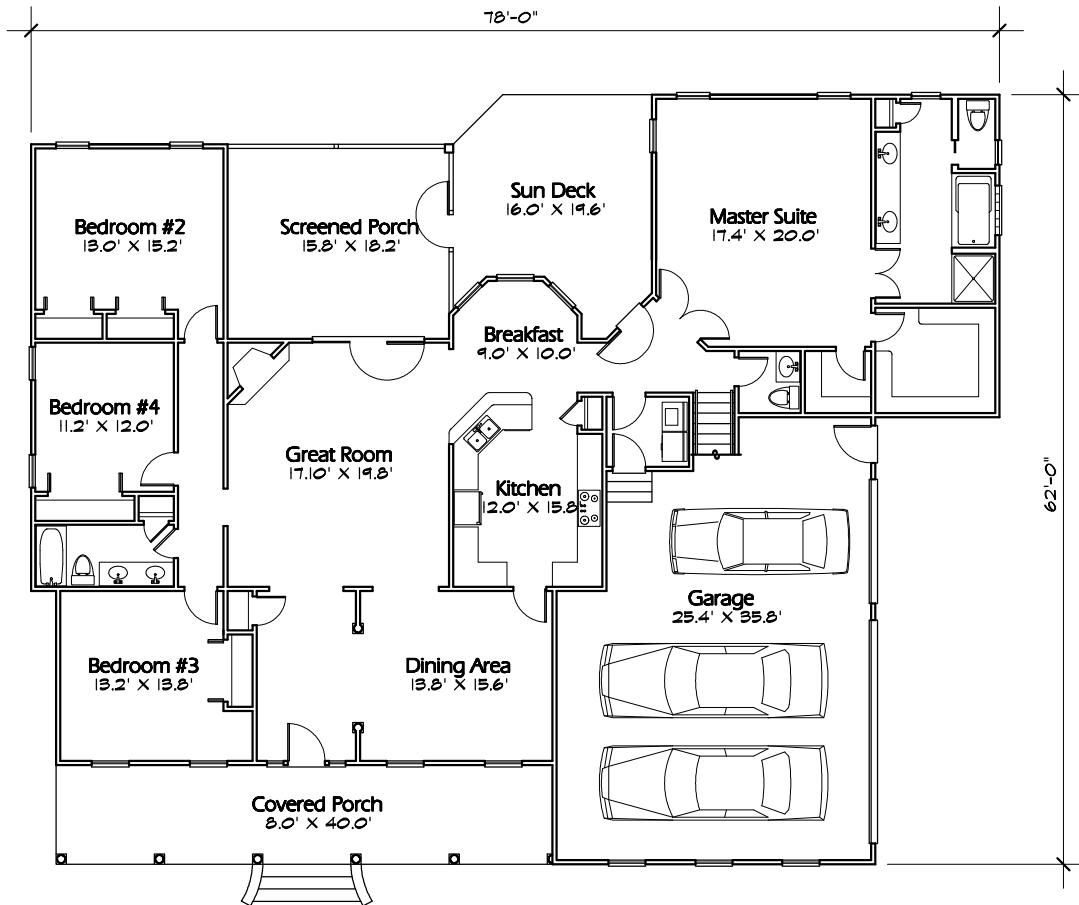 78'-0"
Sun Deck
16.0' X 19.6'
Master Suite
17.4' X 20.0'
Bedroom #2
13.0' X 15.2'
Screened Porch
15.8' X 18.2'
Breakfast
9.0' X 10.0'
Bedroom #4
11.2' X 12.0'
Great Room
17.10' X 19.8'
Kitchen
12.0' X 15.8'
62'-0"
Garage
25.4' X 35.8'
Bedroom #3
13.2' X 13.8'
Dining Area
13.8' X 15.6'
Covered Porch
8.0' X 40.0'